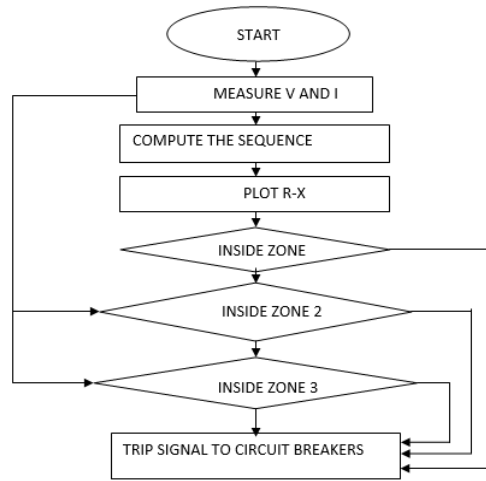 START
MEASURE V AND I
COMPUTE THE SEQUENCE
PLOT R-X
INSIDE ZONE
INSIDE ZONE 2
INSIDE ZONE 3
TRIP SIGNAL TO CIRCUIT BREAKERS